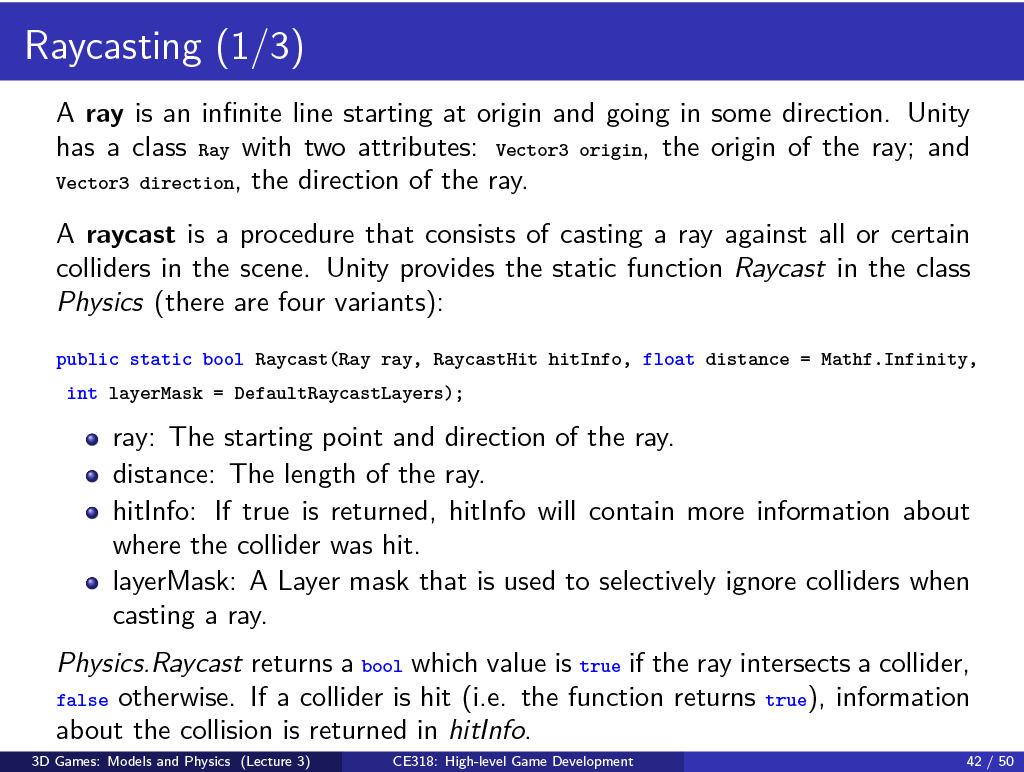 Raycasting (1/3)
A ray is an infinite line starting at origin and going in some direction. Unity
has a class Ray with two attributes: Vector3 origin, the origin of the ray; and
Vector3 direction, the direction of the ray.
A raycast is a procedure that consists of casting a ray against all or certain
colliders in the scene. Unity provides the static function Raycast in the class
Physics (there are four variants):
public static bool Raycast(Ray ray, RaycastHit hitInfo, float distance = Mathf.Infinity,
int layerMask = DefaultRaycastLayers);
ray: The starting point and direction of the ray.
distance: The length of the ray.
hitInfo: If true is returned, hitInfo will contain more information about
where the collider was hit.
layerMask: A Layer mask that is used to selectively ignore colliders when
casting a ray.
Physics.Raycast returns a bool which value is true if the ray intersects a collider,
false otherwise. If a collider is hit (i.e. the function returns true), information
about the collision is returned in hitInfo.
3D Games: Models and Physics (Lecture 3) CE318: High-level Game Development 42 / 50